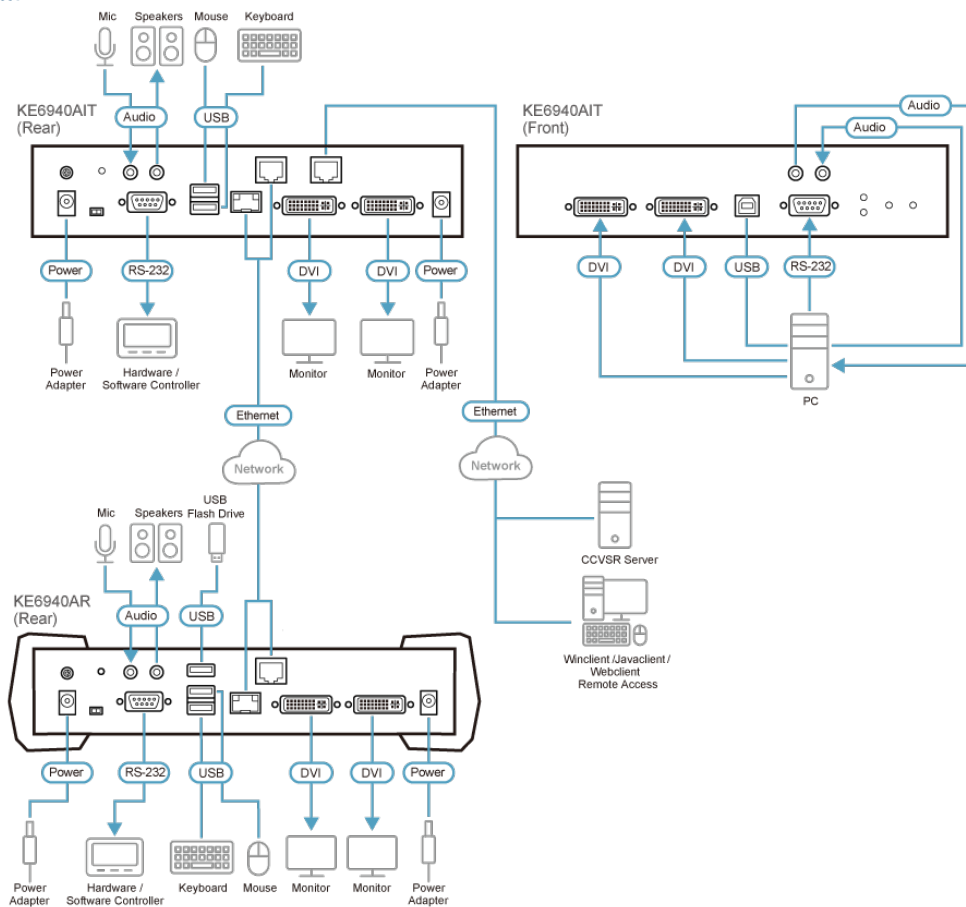 Mic Speakers Mouse Keyboard
KE6940AIT
(Rear)
Audio USB
KE6940AIT
(Front)
Audio
Audio
Power RS-232 DVI DVI Power
DVI DVI USB RS-232
Power
Adapter
Hardware /
Software Controller
Monitor Monitor
Power
Adapter
PC
Ethernet
Ethernet
Network
Network
Mic Speakers
USB
Flash Drive
CCVSR Server
KE6940AR
(Rear)
Audio USB
Winclient /Javaclient /
Webclient
Remote Access
Power RS-232 USB DVI DVI Power
Power
Adapter
Hardware /
Software Controller
Keyboard Mouse Monitor Monitor
Power
Adapter